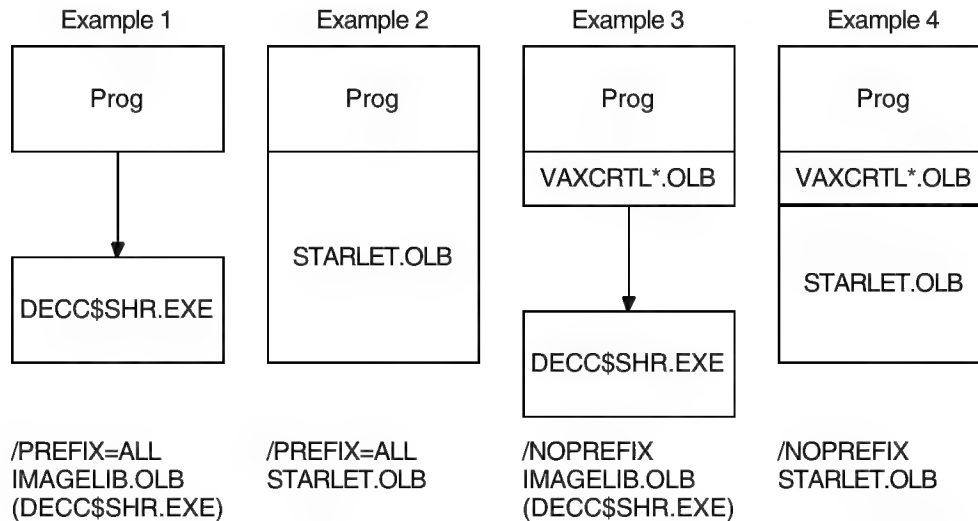 Example 1
Example 2
Example 3
Example 4
Prog
Prog
Prog
Prog
VAXCRTL*.OLB
VAXCRTL*.OLB
STARLET.OLB
STARLET.OLB
DECC$SHR.EXE
DECC$SHR.EXE
/PREFIX=ALL
IMAGELIB.OLB
(DECC$SHR.EXE)
/PREFIX=ALL
STARLET.OLB
/NOPREFIX
IMAGELIB.OLB
(DECC$SHR.EXE)
/NOPREFIX
STARLET.OLB